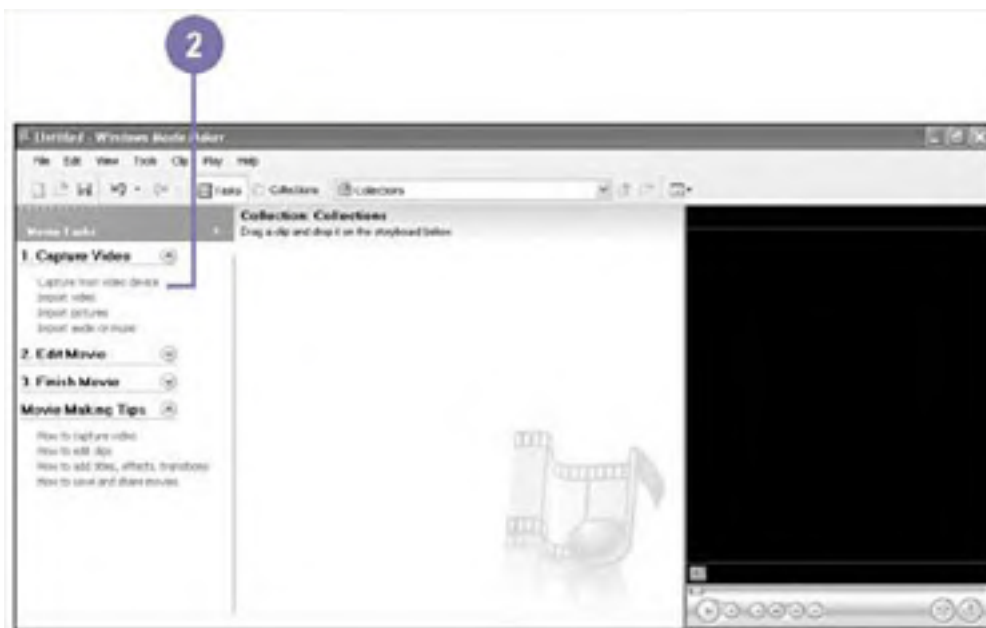 2
Untitled - Windows Movie Maker
File Edit View Tools Clip Play Help
Tasks Collections Collections
Movie Tasks
Collection: Collections
Drag a clip and drop it on the storyboard below
1. Capture Video
Capture from video device
Import video
Import pictures
Import audio or music
2. Edit Movie
3. Finish Movie
Movie Making Tips
How to capture video
How to edit clips
How to add titles, effects, transitions
How to save and share movies